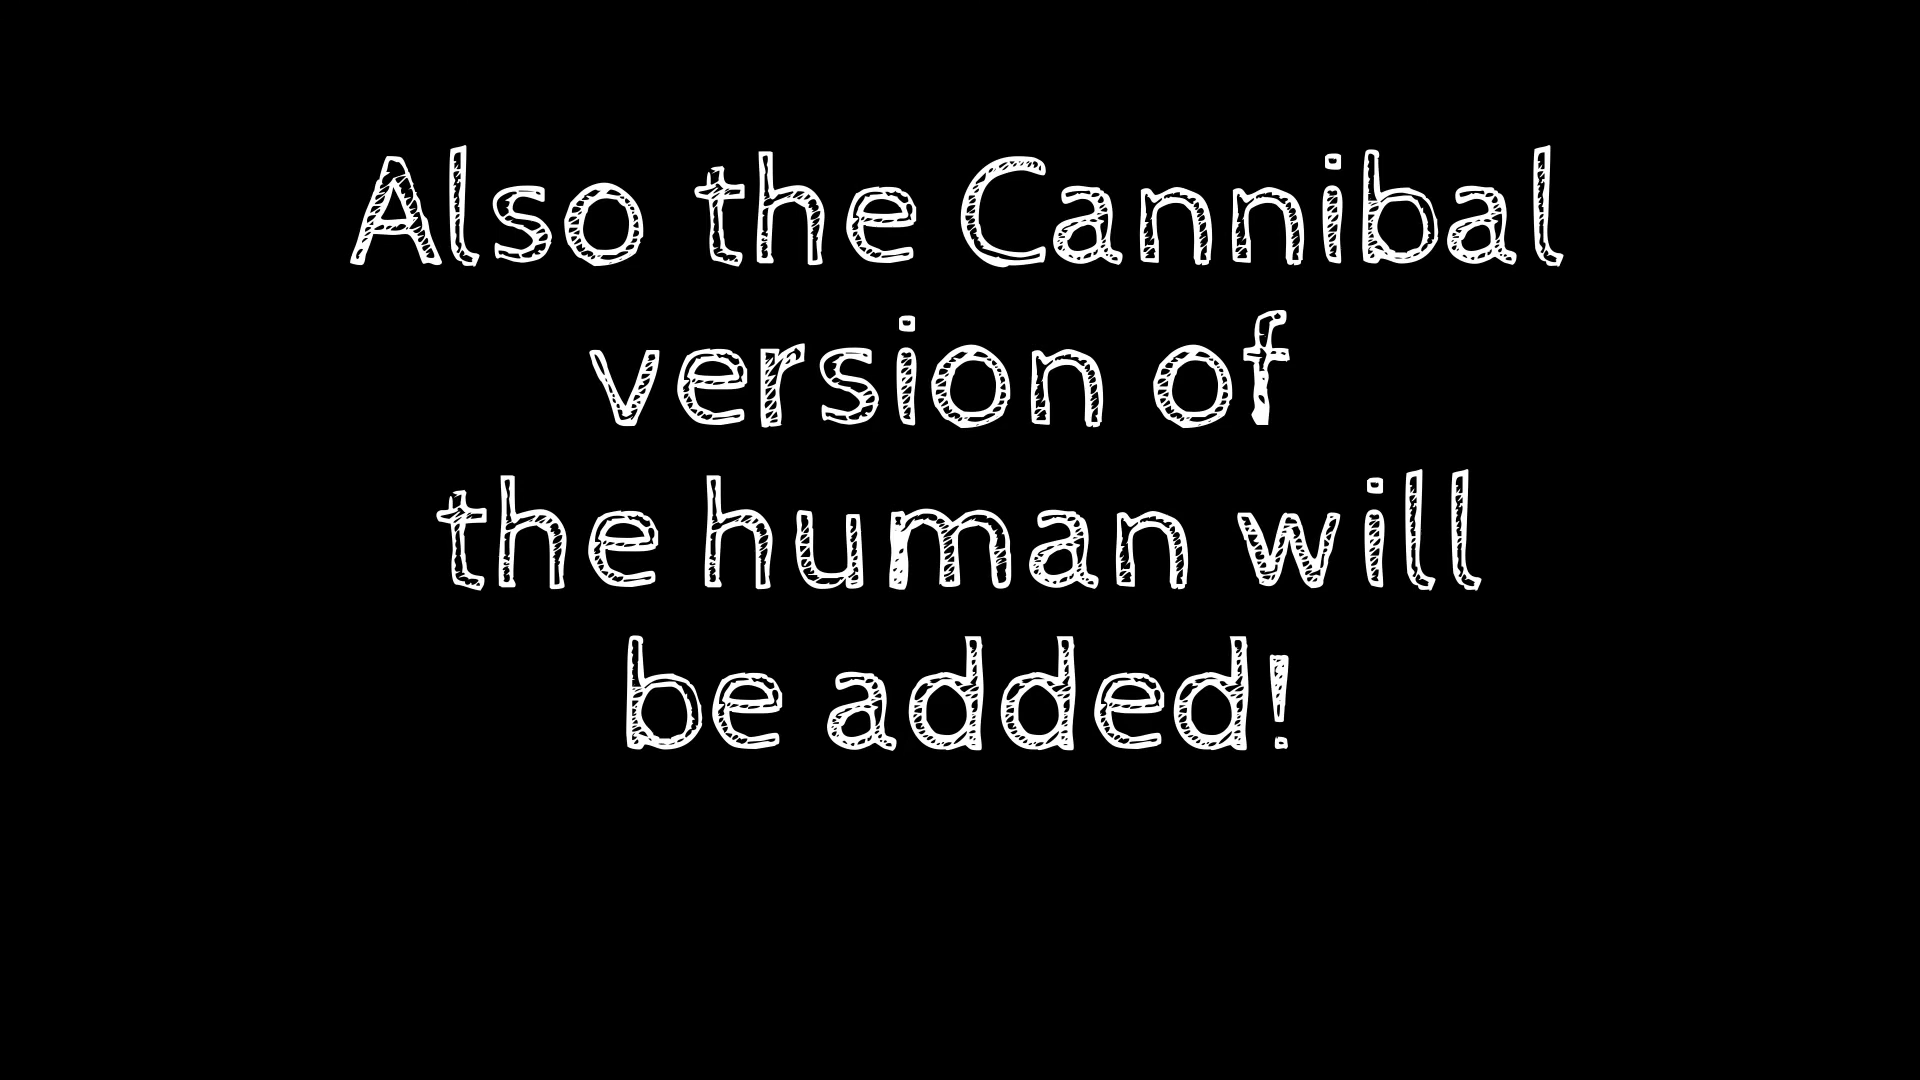 Also the Cannibal
version of
the human will
be added!